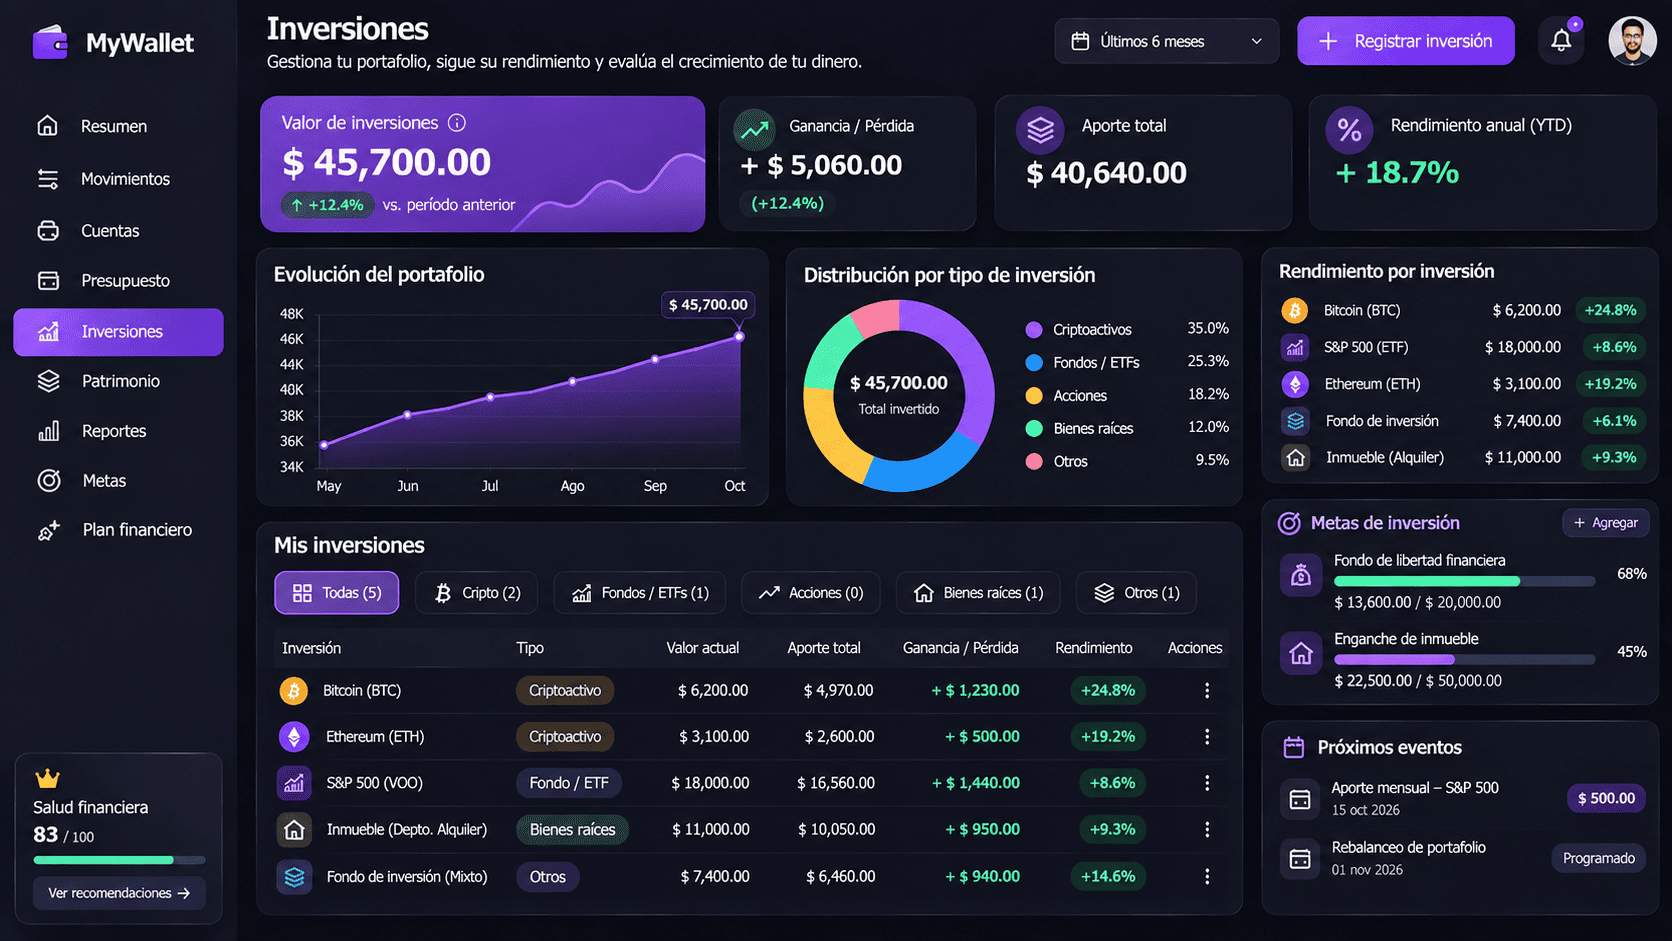 MyWallet
Resumen
Movimientos
Cuentas
Presupuesto
Inversiones
Patrimonio
Reportes
Metas
Plan financiero
Salud financiera
83 / 100
Ver recomendaciones →
Inversiones
Gestiona tu portafolio, sigue su rendimiento y evalúa el crecimiento de tu dinero.
Últimos 6 meses
+ Registrar inversión
Valor de inversiones
$ 45,700.00
↑ +12.4% vs. período anterior
Ganancia / Pérdida
+ $ 5,060.00
(+12.4%)
Aporte total
$ 40,640.00
% Rendimiento anual (YTD)
+ 18.7%
Evolución del portafolio
$ 45,700.00
48K
46K
44K
40K
38K
36K
34K
May Jun Jul Ago Sep Oct
Distribución por tipo de inversión
$ 45,700.00
Total invertido
Criptoactivos 35.0%
Fondos / ETFs 25.3%
Acciones 18.2%
Bienes raíces 12.0%
Otros 9.5%
Rendimiento por inversión
Bitcoin (BTC) $ 6,200.00 +24.8%
S&P 500 (ETF) $ 18,000.00 +8.6%
Ethereum (ETH) $ 3,100.00 +19.2%
Fondo de inversión $ 7,400.00 +6.1%
Inmueble (Alquiler) $ 11,000.00 +9.3%
Mis inversiones
Todas (5) Cripto (2) Fondos / ETFs (1) Acciones (0) Bienes raíces (1) Otros (1)
Inversión Tipo Valor actual Aporte total Ganancia / Pérdida Rendimiento Acciones
Bitcoin (BTC) Criptoactivo $ 6,200.00 $ 4,970.00 + $ 1,230.00 +24.8%
Ethereum (ETH) Criptoactivo $ 3,100.00 $ 2,600.00 + $ 500.00 +19.2%
S&P 500 (VOO) Fondo / ETF $ 18,000.00 $ 16,560.00 + $ 1,440.00 +8.6%
Inmueble (Depto. Alquiler) Bienes raíces $ 11,000.00 $ 10,050.00 + $ 950.00 +9.3%
Fondo de inversión (Mixto) Otros $ 7,400.00 $ 6,460.00 + $ 940.00 +14.6%
Metas de inversión + Agregar
Fondo de libertad financiera
68%
$ 13,600.00 / $ 20,000.00
Enganche de inmueble
45%
$ 22,500.00 / $ 50,000.00
Próximos eventos
Aporte mensual – S&P 500
15 oct 2026
$ 500.00
Rebalanceo de portafolio
01 nov 2026
Programado